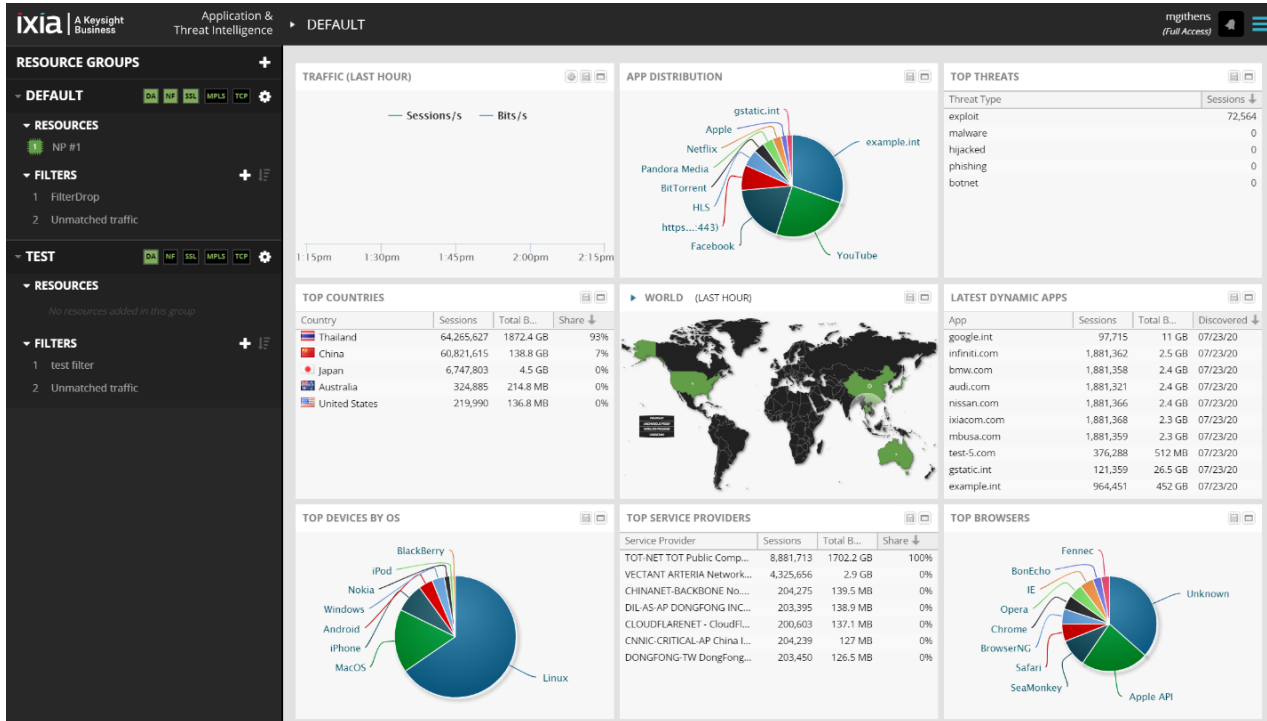 ixia A Keysight Business
Application & Threat Intelligence
DEFAULT
mgithens
(Full Access)
RESOURCE GROUPS
DEFAULT DA NF SSL MPLS TCP
RESOURCES
1 NP #1
FILTERS
1 FilterDrop
2 Unmatched traffic
TEST DA NF SSL MPLS TCP
RESOURCES
No resources added in this group
FILTERS
1 test filter
2 Unmatched traffic
TRAFFIC (LAST HOUR)
Sessions/s Bits/s
1:15pm 1:30pm 1:45pm 2:00pm 2:15pm
APP DISTRIBUTION
gstatic.int
Apple
Netflix
Pandora Media
BitTorrent
HLS
https...:443)
Facebook
example.int
YouTube
TOP THREATS
Threat Type Sessions
exploit 72,564
malware 0
hijacked 0
phishing 0
botnet 0
TOP COUNTRIES
Country Sessions Total B... Share
Thailand 64,265,627 1872.4 GB 93%
China 60,821,615 138.8 GB 7%
Japan 6,747,803 4.5 GB 0%
Australia 324,885 214.8 MB 0%
United States 219,990 136.8 MB 0%
WORLD (LAST HOUR)
LATEST DYNAMIC APPS
App Sessions Total B... Discovered
google.int 97,715 11 GB 07/23/20
infiniti.com 1,881,362 2.5 GB 07/23/20
bmw.com 1,881,358 2.4 GB 07/23/20
audi.com 1,881,321 2.4 GB 07/23/20
nissan.com 1,881,366 2.4 GB 07/23/20
ixiacom.com 1,881,368 2.3 GB 07/23/20
mbusa.com 1,881,359 2.3 GB 07/23/20
test-5.com 376,288 512 MB 07/23/20
gstatic.int 121,359 26.5 GB 07/23/20
example.int 964,451 452 GB 07/23/20
TOP DEVICES BY OS
BlackBerry
iPod
Nokia
Windows
Android
iPhone
MacOS
Linux
TOP SERVICE PROVIDERS
Service Provider Sessions Total B... Share
TOT-NET TOT Public Comp... 8,881,713 1702.2 GB 100%
VECTANT ARTERIA Network... 4,325,656 2.9 GB 0%
CHINANET-BACKBONE No.... 204,275 139.5 MB 0%
DIL-AS-AP DONGFONG INC... 203,395 138.9 MB 0%
CLOUDFLARENET - CloudFl... 200,603 137.1 MB 0%
CNNIC-CRITICAL-AP China I... 204,239 127 MB 0%
DONGFONG-TW DongFong... 203,450 126.5 MB 0%
TOP BROWSERS
Fennec
BonEcho
IE
Opera
Chrome
BrowserNG
Safari
SeaMonkey
Unknown
Apple API